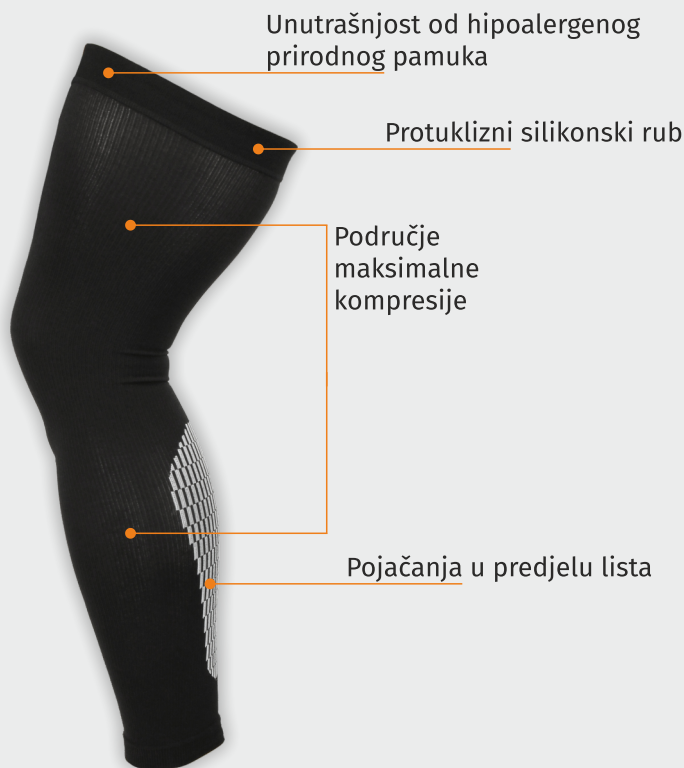 Unutrašnjost od hipoalergenog
prirodnog pamuka
Protuklizni silikonski rub
Područje
maksimalne
kompresije
Pojačanja u predjelu lista